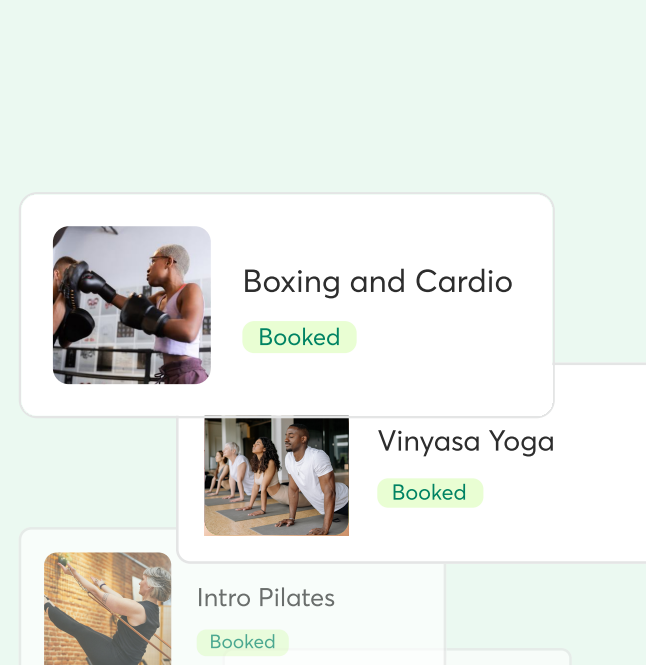 Boxing and Cardio
Booked
Vinyasa Yoga
Booked
Intro Pilates
Booked